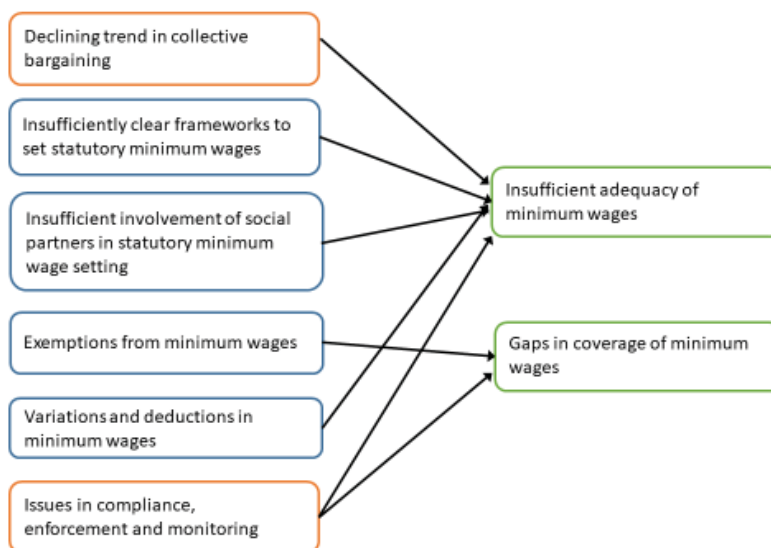 Declining trend in collective
bargaining
Insufficiently clear frameworks to
set statutory minimum wages
Insufficient involvement of social
partners in statutory minimum
wage setting
Exemptions from minimum wages
Variations and deductions in
minimum wages
Issues in compliance,
enforcement and monitoring
Insufficient adequacy of
minimum wages
Gaps in coverage of minimum
wages